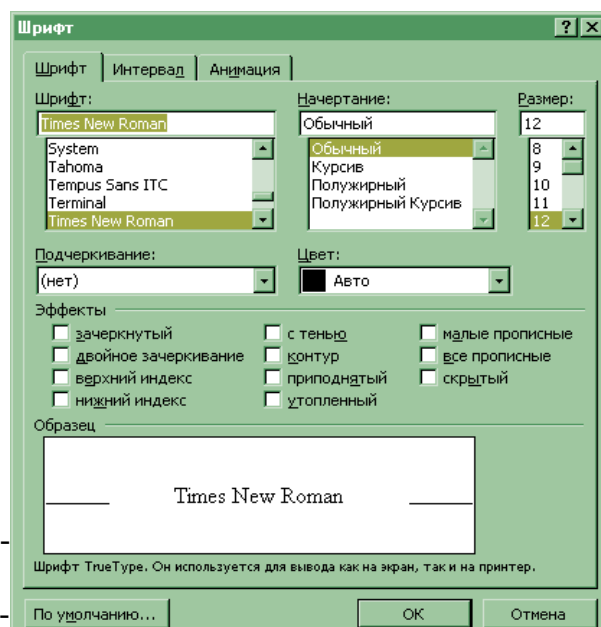 Шрифт
Шрифт Интервал Анимация
Шрифт: Начертание: Размер:
Times New Roman Обычный 12
System Обычный 8
Tahoma Курсив 9
Tempus Sans ITC Полужирный 10
Terminal Полужирный Курсив 11
Times New Roman 12
Подчеркивание: Цвет:
(нет) Авто
Эффекты
зачеркнутый с тенью малые прописные
двойное зачеркивание контур все прописные
верхний индекс приподнятый скрытый
нижний индекс утопленный
Образец
Times New Roman
Шрифт TrueType. Он используется для вывода как на экран, так и на принтер.
По умолчанию... ОК Отмена